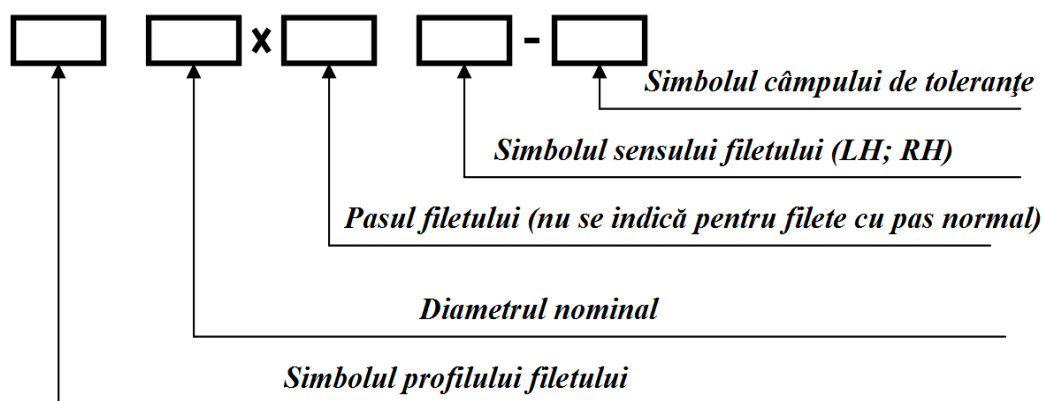 x -
Simbolul câmpului de toleranţe
Simbolul sensului filetului (LH; RH)
Pasul filetului (nu se indică pentru filete cu pas normal)
Diametrul nominal
Simbolul profilului filetului